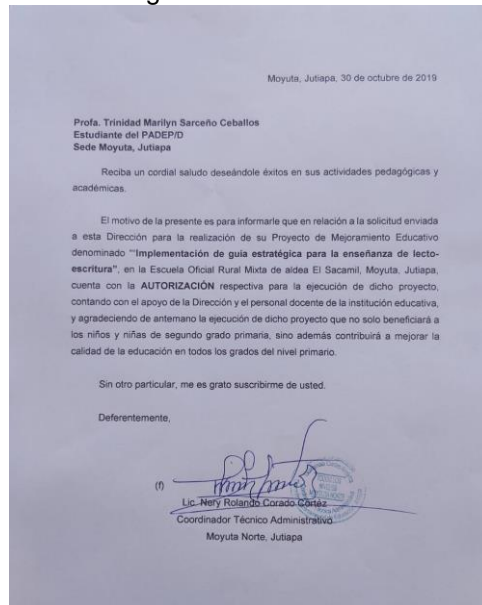 Moyuta, Jutiapa, 30 de octubre de 2019
Profa. Trinidad Marilyn Sarceño Ceballos
Estudiante del PADEP/D
Sede Moyuta, Jutiapa
Reciba un cordial saludo deseándole éxitos en sus actividades pedagógicas y
académicas.
El motivo de la presente es para informarle que en relación a la solicitud enviada
a esta Dirección para la realización de su Proyecto de Mejoramiento Educativo
denominado "“Implementación de guía estratégica para la enseñanza de lecto-
escritura”, en la Escuela Oficial Rural Mixta de aldea El Sacamil, Moyuta, Jutiapa,
cuenta con la AUTORIZACIÓN respectiva para la ejecución de dicho proyecto,
contando con el apoyo de la Dirección y el personal docente de la institución educativa,
y agradeciendo de antemano la ejecución de dicho proyecto que no solo beneficiará a
los niños y niñas de segundo grado primaria, sino además contribuirá a mejorar la
calidad de la educación en todos los grados del nivel primario.
Sin otro particular, me es grato suscribirme de usted.
Deferentemente,
(f)
Lic. Nery Rolando Corado Cortéz
Coordinador Técnico Administrativo
Moyuta Norte, Jutiapa